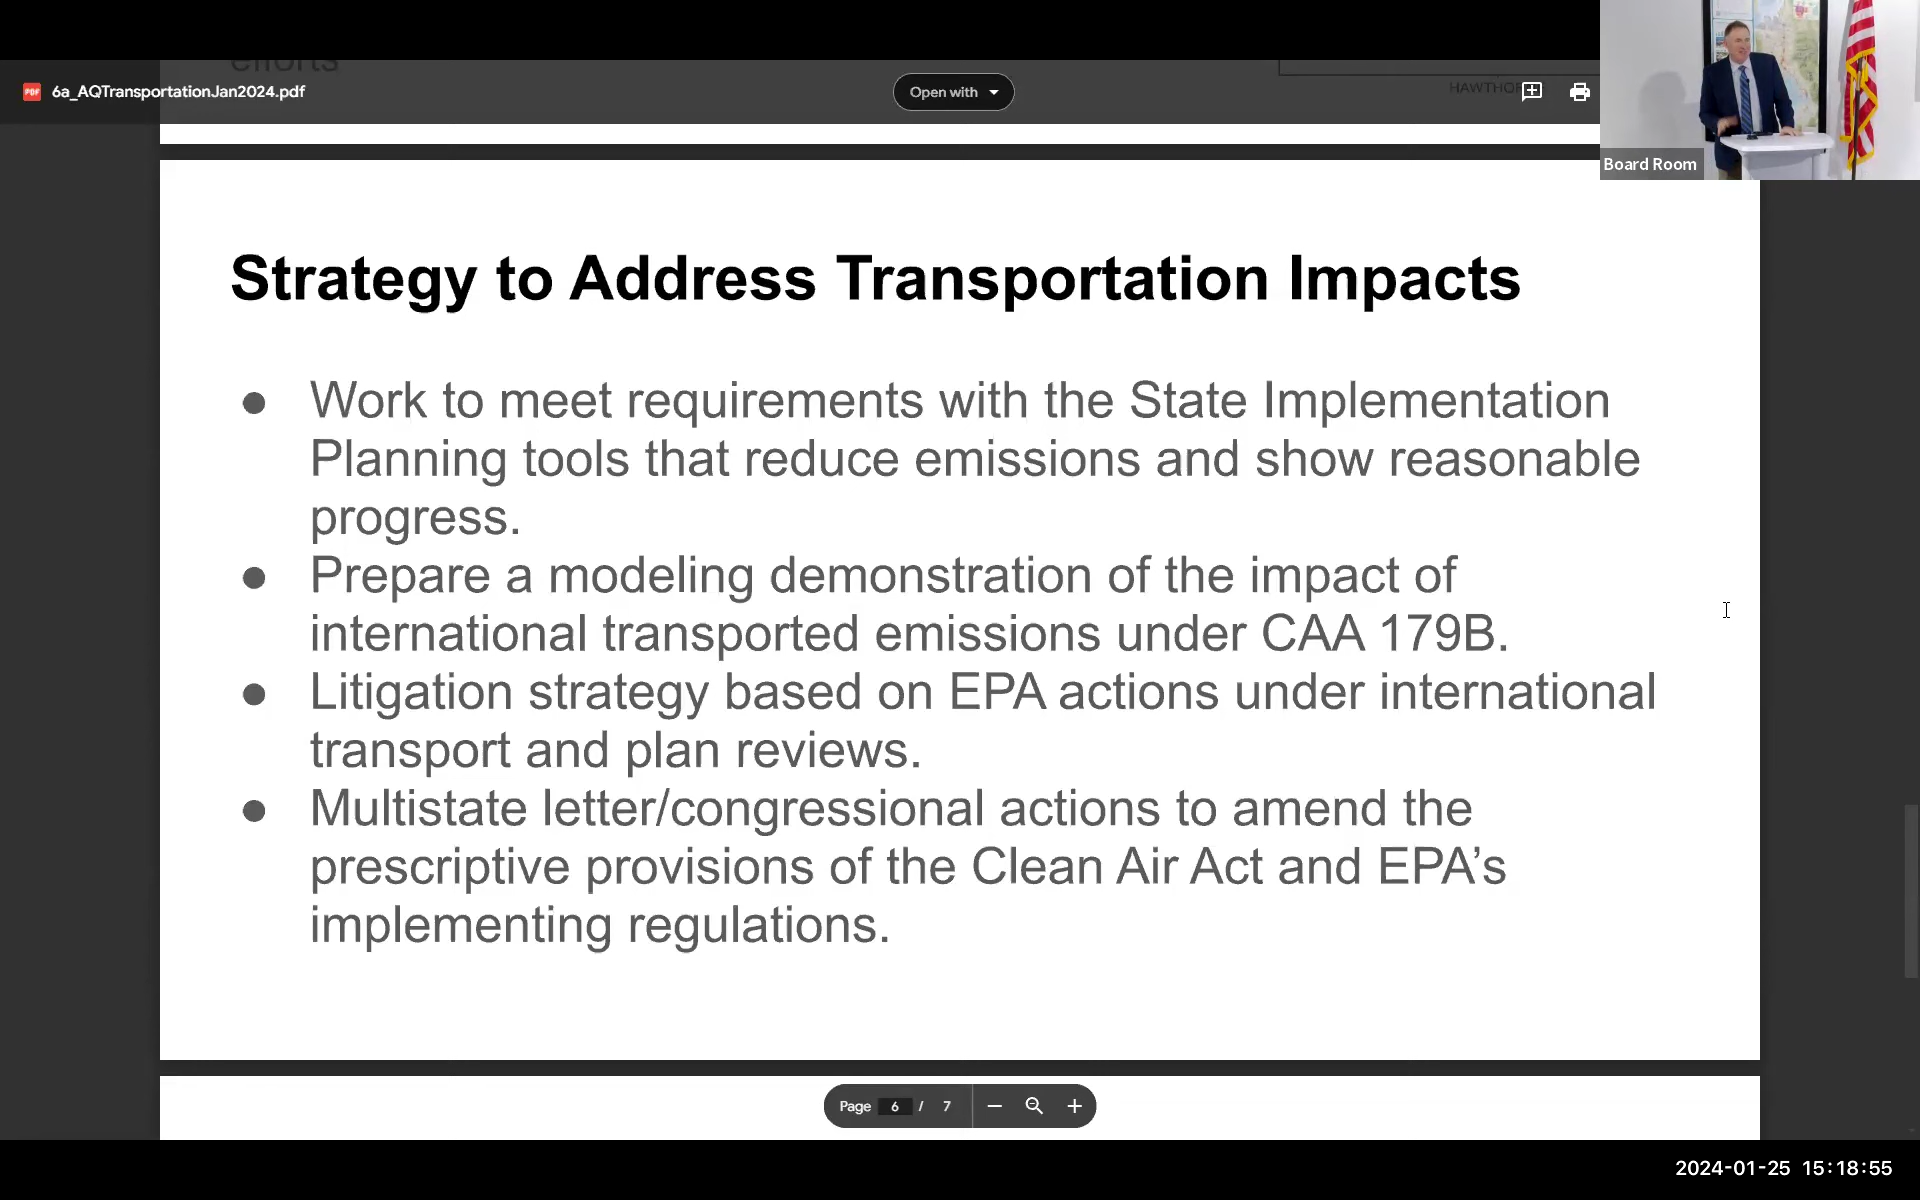 efforts
HAWTHO
6a_AQTransportationJan2024.pdf
Open with
Board Room
Strategy to Address Transportation Impacts
● Work to meet requirements with the State Implementation
Planning tools that reduce emissions and show reasonable
progress.
● Prepare a modeling demonstration of the impact of
international transported emissions under CAA 179B.
● Litigation strategy based on EPA actions under international
transport and plan reviews.
● Multistate letter/congressional actions to amend the
prescriptive provisions of the Clean Air Act and EPA’s
implementing regulations.
Page 6 / 7
2024-01-25 15:18:55